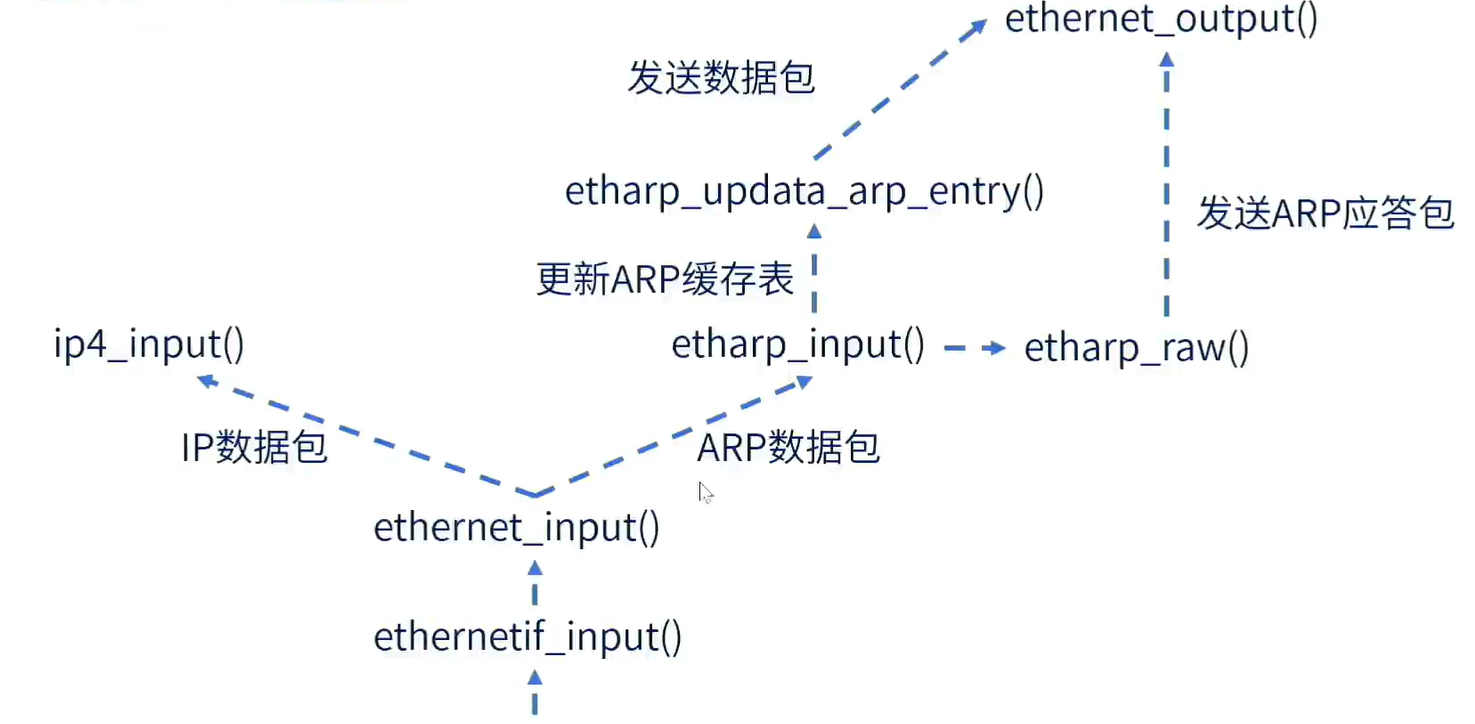 ethernet_output()
发送数据包
etharp_updata_arp_entry()
发送ARP应答包
更新ARP缓存表
ip4_input()
etharp_input()
etharp_raw()
IP数据包
ARP数据包
ethernet_input()
ethernetif_input()